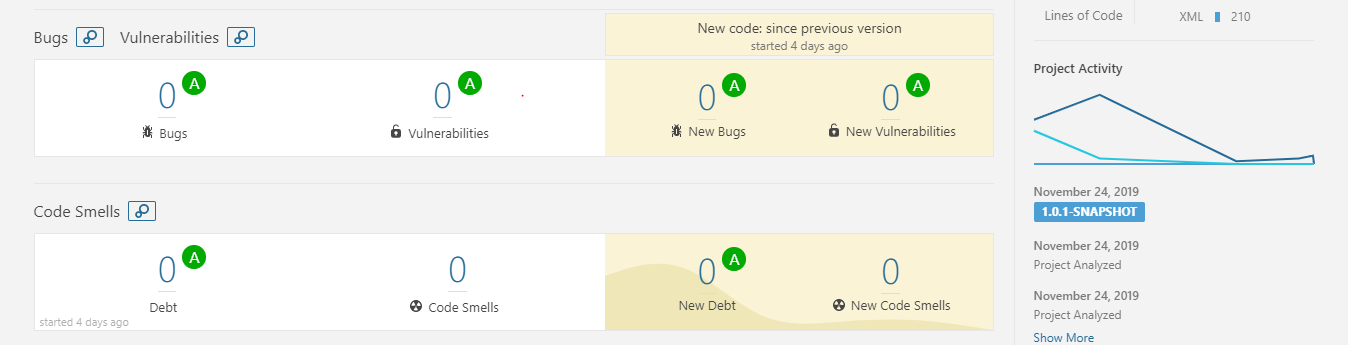 Bugs Vulnerabilities
New code: since previous version
started 4 days ago
0 A
Bugs
0 A
Vulnerabilities
0 A
New Bugs
0 A
New Vulnerabilities
Code Smells
0 A
Debt
started 4 days ago
0
Code Smells
0 A
New Debt
0
New Code Smells
Lines of Code
XML 210
Project Activity
November 24, 2019
1.0.1-SNAPSHOT
November 24, 2019
Project Analyzed
November 24, 2019
Project Analyzed
Show More